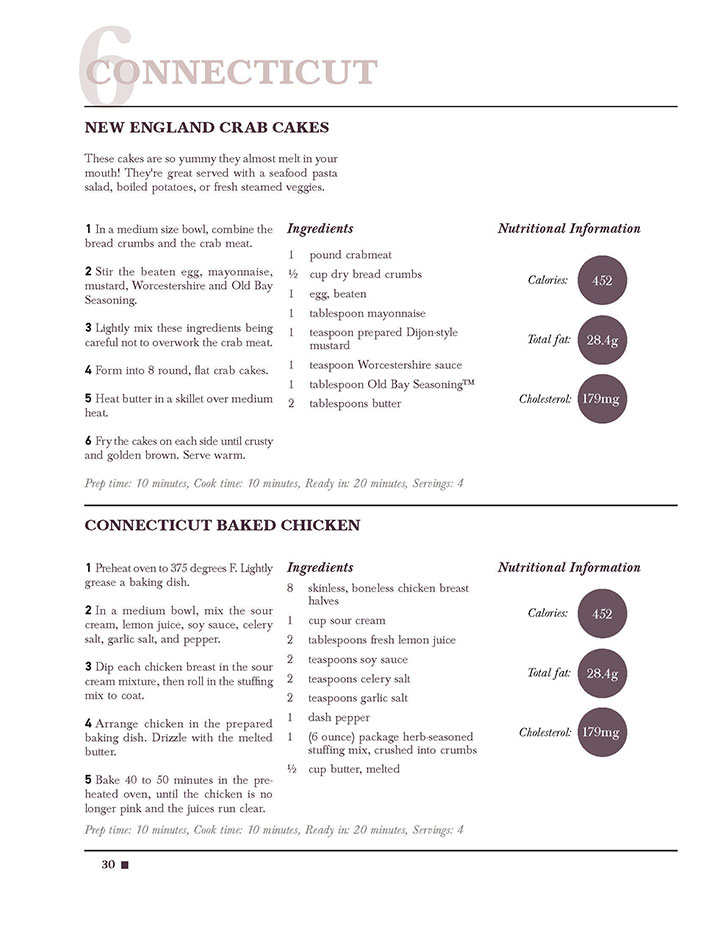 6
CONNECTICUT
NEW ENGLAND CRAB CAKES
These cakes are so yummy they almost melt in your
mouth! They're great served with a seafood pasta
salad, boiled potatoes, or fresh steamed veggies.
1 In a medium size bowl, combine the
bread crumbs and the crab meat.
2 Stir the beaten egg, mayonnaise,
mustard, Worcestershire and Old Bay
Seasoning.
3 Lightly mix these ingredients being
careful not to overwork the crab meat.
4 Form into 8 round, flat crab cakes.
5 Heat butter in a skillet over medium
heat.
6 Fry the cakes on each side until crusty
and golden brown. Serve warm.
Ingredients
1 pound crabmeat
½ cup dry bread crumbs
1 egg, beaten
1 tablespoon mayonnaise
1 teaspoon prepared Dijon-style
mustard
1 teaspoon Worcestershire sauce
1 tablespoon Old Bay Seasoning™
2 tablespoons butter
Nutritional Information
Calories: 452
Total fat: 28.4g
Cholesterol: 179mg
Prep time: 10 minutes, Cook time: 10 minutes, Ready in: 20 minutes, Servings: 4
CONNECTICUT BAKED CHICKEN
1 Preheat oven to 375 degrees F. Lightly
grease a baking dish.
2 In a medium bowl, mix the sour
cream, lemon juice, soy sauce, celery
salt, garlic salt, and pepper.
3 Dip each chicken breast in the sour
cream mixture, then roll in the stuffing
mix to coat.
4 Arrange chicken in the prepared
baking dish. Drizzle with the melted
butter.
5 Bake 40 to 50 minutes in the pre-
heated oven, until the chicken is no
longer pink and the juices run clear.
Ingredients
8 skinless, boneless chicken breast
halves
1 cup sour cream
2 tablespoons fresh lemon juice
2 teaspoons soy sauce
2 teaspoons celery salt
2 teaspoons garlic salt
1 dash pepper
1 (6 ounce) package herb-seasoned
stuffing mix, crushed into crumbs
½ cup butter, melted
Nutritional Information
Calories: 452
Total fat: 28.4g
Cholesterol: 179mg
Prep time: 10 minutes, Cook time: 10 minutes, Ready in: 20 minutes, Servings: 4
30